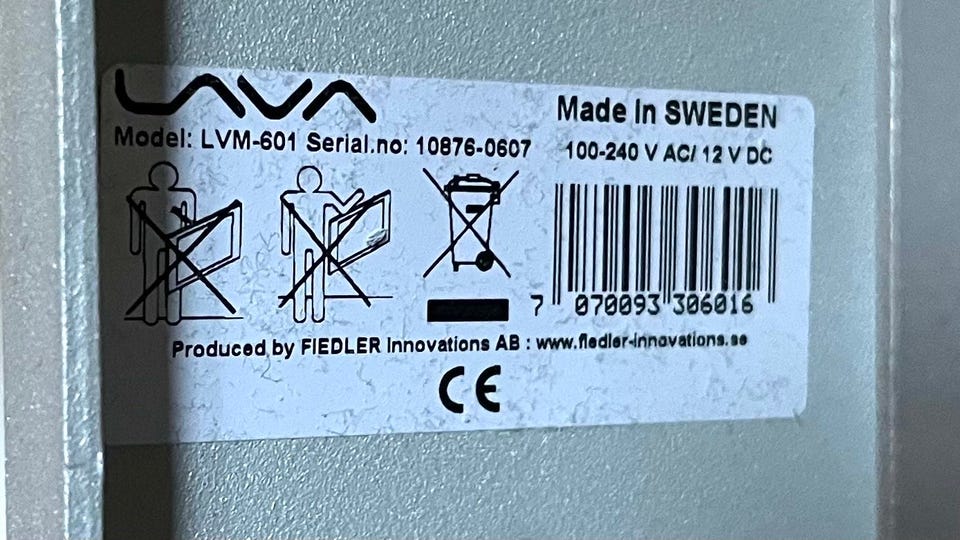 LAVA
Made In SWEDEN
Model: LVM-601 Serial.no: 10876-0607
100-240 V AC/ 12 V DC
7 070093 306016
Produced by FIEDLER Innovations AB : www.fiedler-innovations.se
CE